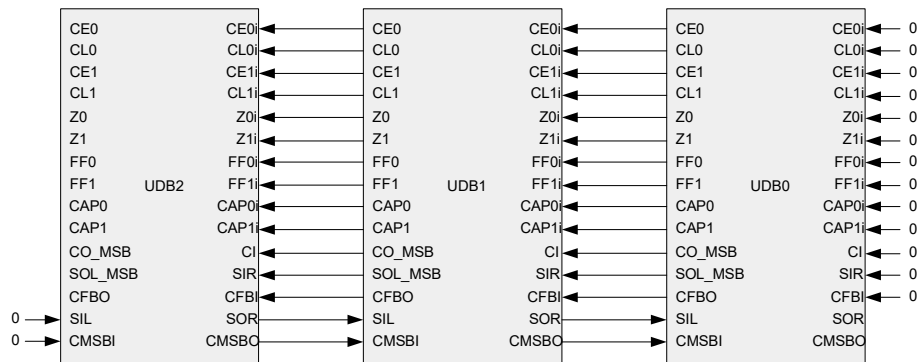 CE0 CE0i CE0 CE0i CE0 CE0i 0
CL0 CL0i CL0 CL0i CL0 CL0i 0
CE1 CE1i CE1 CE1i CE1 CE1i 0
CL1 CL1i CL1 CL1i CL1 CL1i 0
Z0 Z0i Z0 Z0i Z0 Z0i 0
Z1 Z1i Z1 Z1i Z1 Z1i 0
FF0 FF0i FF0 FF0i FF0 FF0i 0
FF1 UDB2 FF1i FF1 UDB1 FF1i FF1 UDB0 FF1i 0
CAP0 CAP0i CAP0 CAP0i CAP0 CAP0i 0
CAP1 CAP1i CAP1 CAP1i CAP1 CAP1i 0
CO_MSB CI CO_MSB CI CO_MSB CI 0
SOL_MSB SIR SOL_MSB SIR SOL_MSB SIR 0
CFBO CFBI CFBO CFBI CFBO CFBI 0
0 SIL SOR SIL SOR SIL SOR
0 CMSBI CMSBO CMSBI CMSBO CMSBI CMSBO